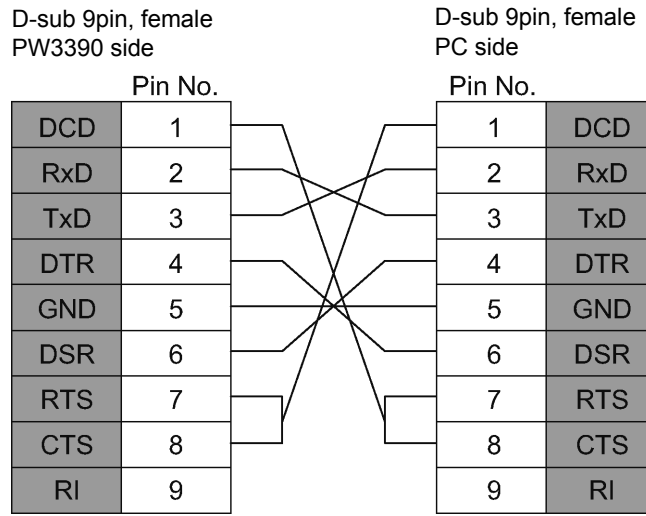 D-sub 9pin, female
PW3390 side
D-sub 9pin, female
PC side
Pin No.
Pin No.
DCD 1 1 DCD
RxD 2 2 RxD
TxD 3 3 TxD
DTR 4 4 DTR
GND 5 5 GND
DSR 6 6 DSR
RTS 7 7 RTS
CTS 8 8 CTS
RI 9 9 RI